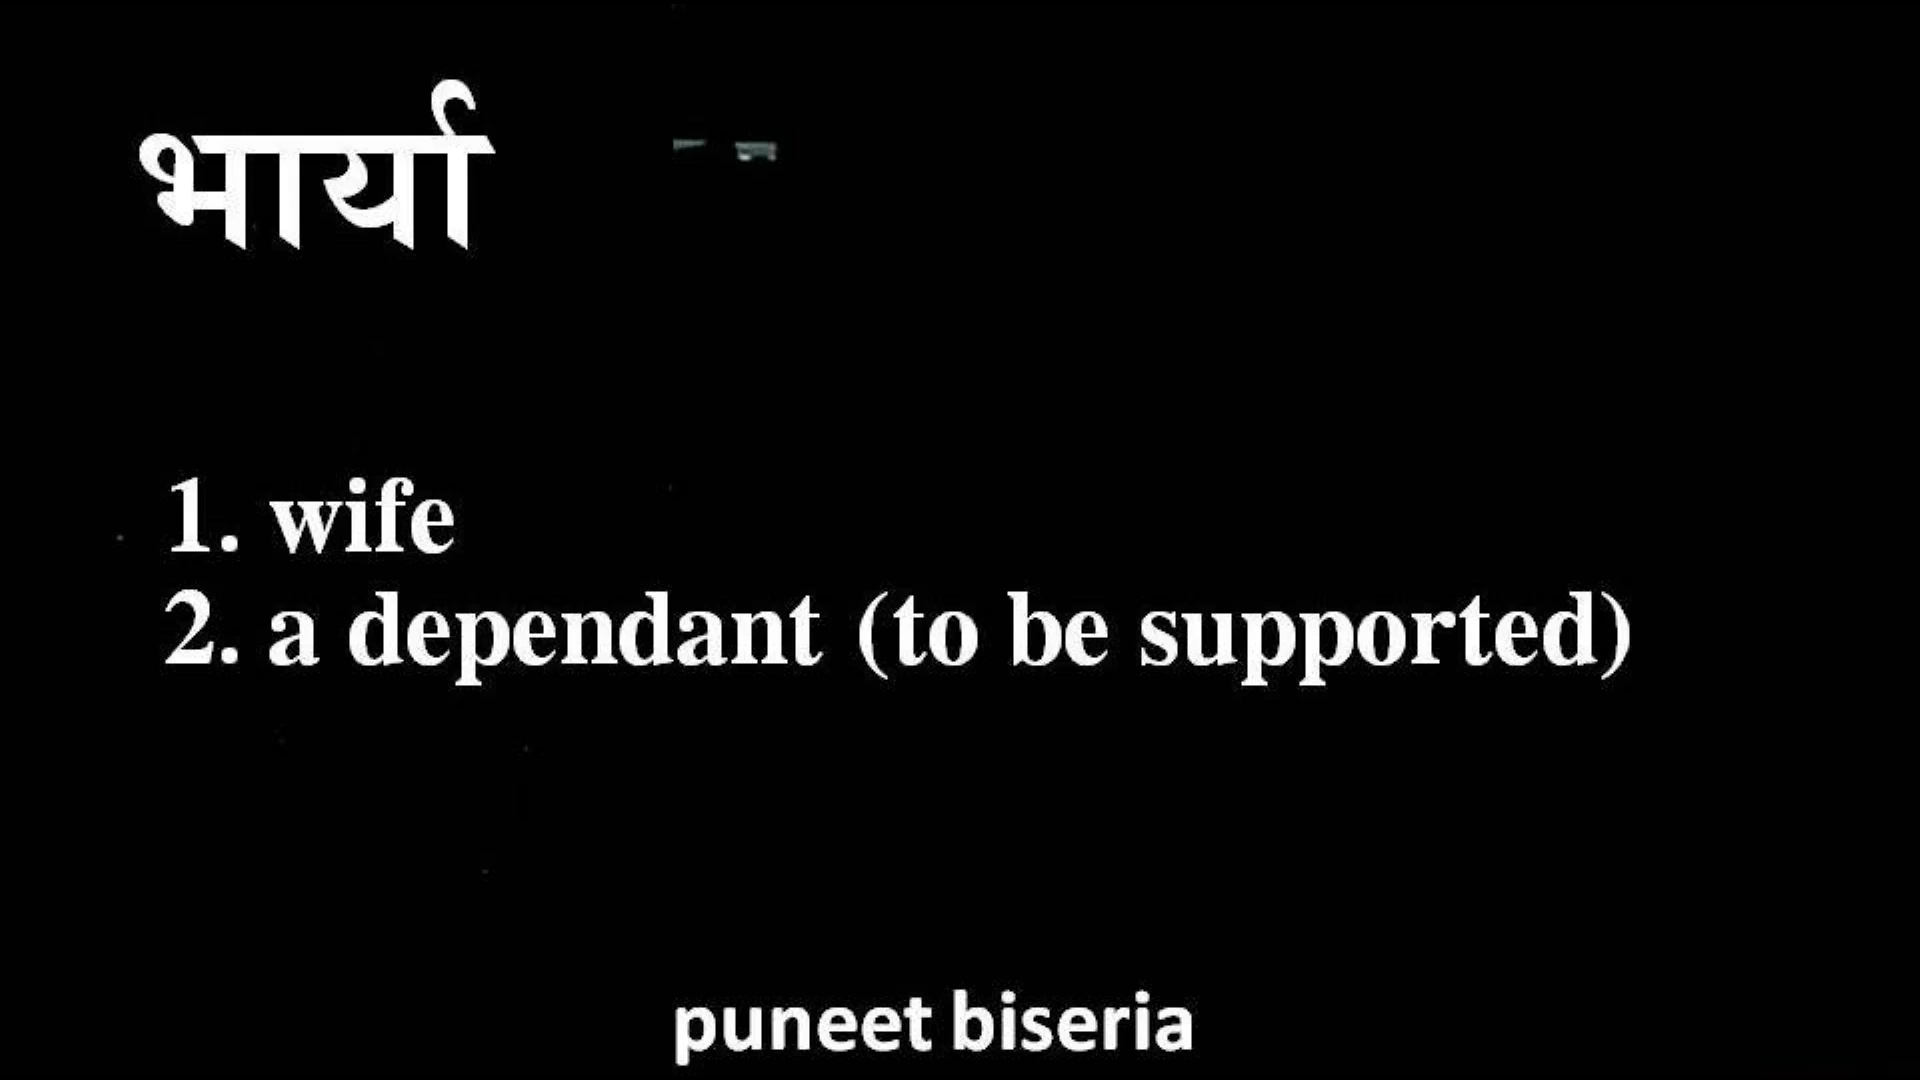 भार्या
1. wife
2. a dependant (to be supported)
puneet biseria